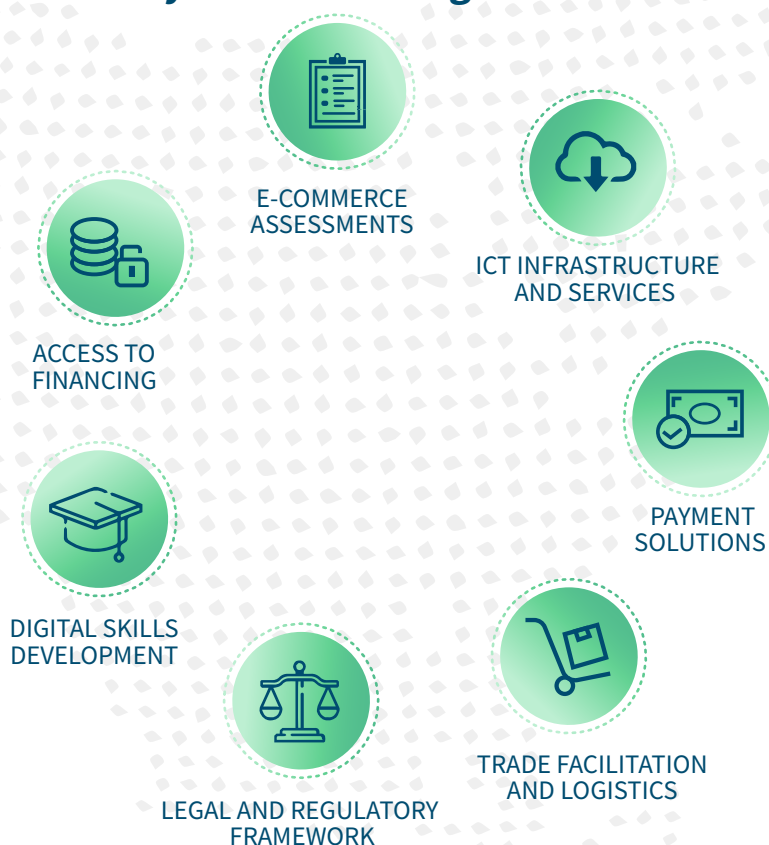 E-COMMERCE
ASSESSMENTS
ICT INFRASTRUCTURE
AND SERVICES
ACCESS TO
FINANCING
PAYMENT
SOLUTIONS
DIGITAL SKILLS
DEVELOPMENT
TRADE FACILITATION
AND LOGISTICS
LEGAL AND REGULATORY
FRAMEWORK